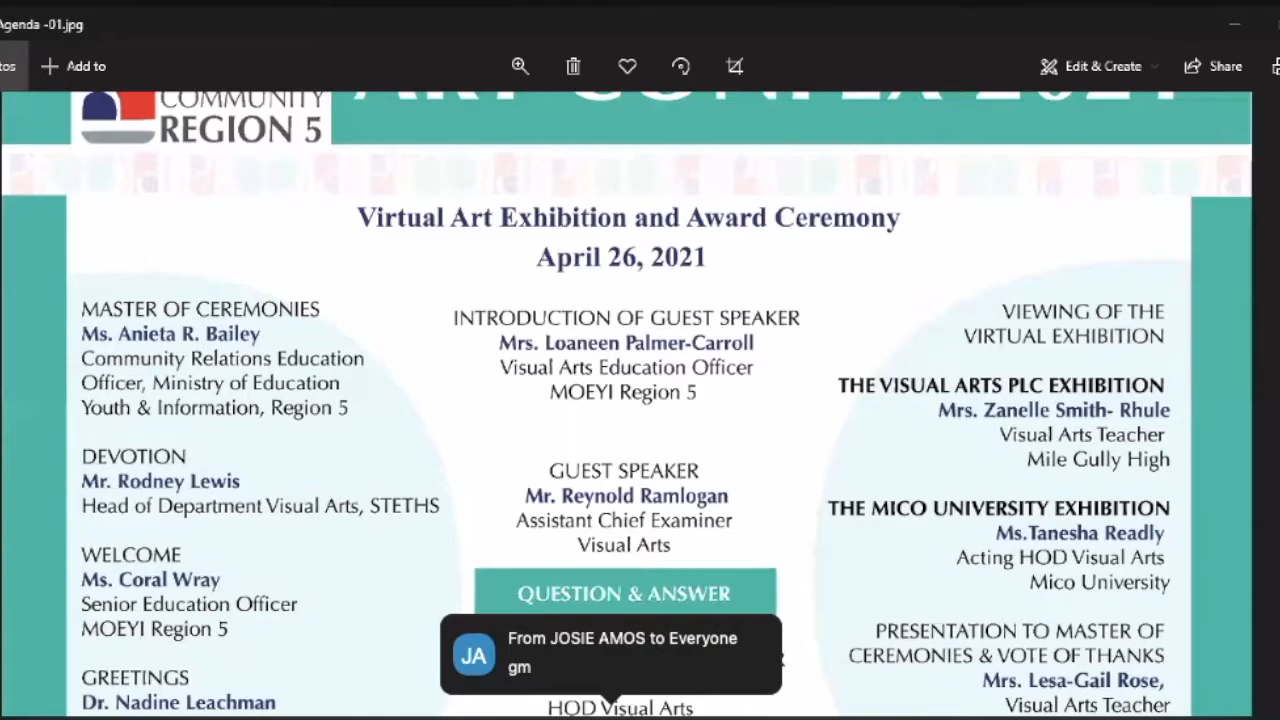 Agenda -01.jpg
Add to
Edit & Create
Share
COMMUNITY
REGION 5
Virtual Art Exhibition and Award Ceremony
April 26, 2021
MASTER OF CEREMONIES
Ms. Anieta R. Bailey
Community Relations Education
Officer, Ministry of Education
Youth & Information, Region 5
DEVOTION
Mr. Rodney Lewis
Head of Department Visual Arts, STETHS
WELCOME
Ms. Coral Wray
Senior Education Officer
MOEYI Region 5
GREETINGS
Dr. Nadine Leachman
INTRODUCTION OF GUEST SPEAKER
Mrs. Loaneen Palmer-Carroll
Visual Arts Education Officer
MOEYI Region 5
GUEST SPEAKER
Mr. Reynold Ramlogan
Assistant Chief Examiner
Visual Arts
QUESTION & ANSWER
JA
From JOSIE AMOS to Everyone
gm
HOD Visual Arts
VIEWING OF THE
VIRTUAL EXHIBITION
THE VISUAL ARTS PLC EXHIBITION
Mrs. Zanelle Smith- Rhule
Visual Arts Teacher
Mile Gully High
THE MICO UNIVERSITY EXHIBITION
Ms.Tanesha Readly
Acting HOD Visual Arts
Mico University
PRESENTATION TO MASTER OF
CEREMONIES & VOTE OF THANKS
Mrs. Lesa-Gail Rose,
Visual Arts Teacher